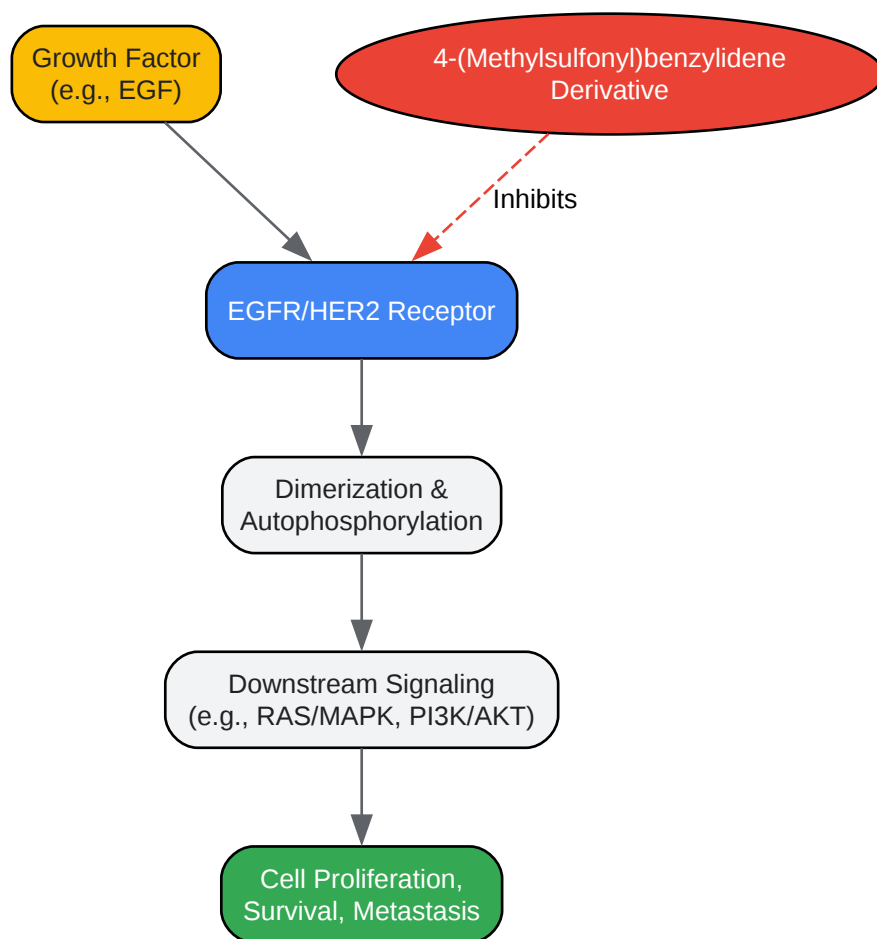 Growth Factor
(e.g., EGF)
4-(Methylsulfonyl)benzylidene
Derivative
Inhibits
EGFR/HER2 Receptor
Dimerization &
Autophosphorylation
Downstream Signaling
(e.g., RAS/MAPK, PI3K/AKT)
Cell Proliferation,
Survival, Metastasis